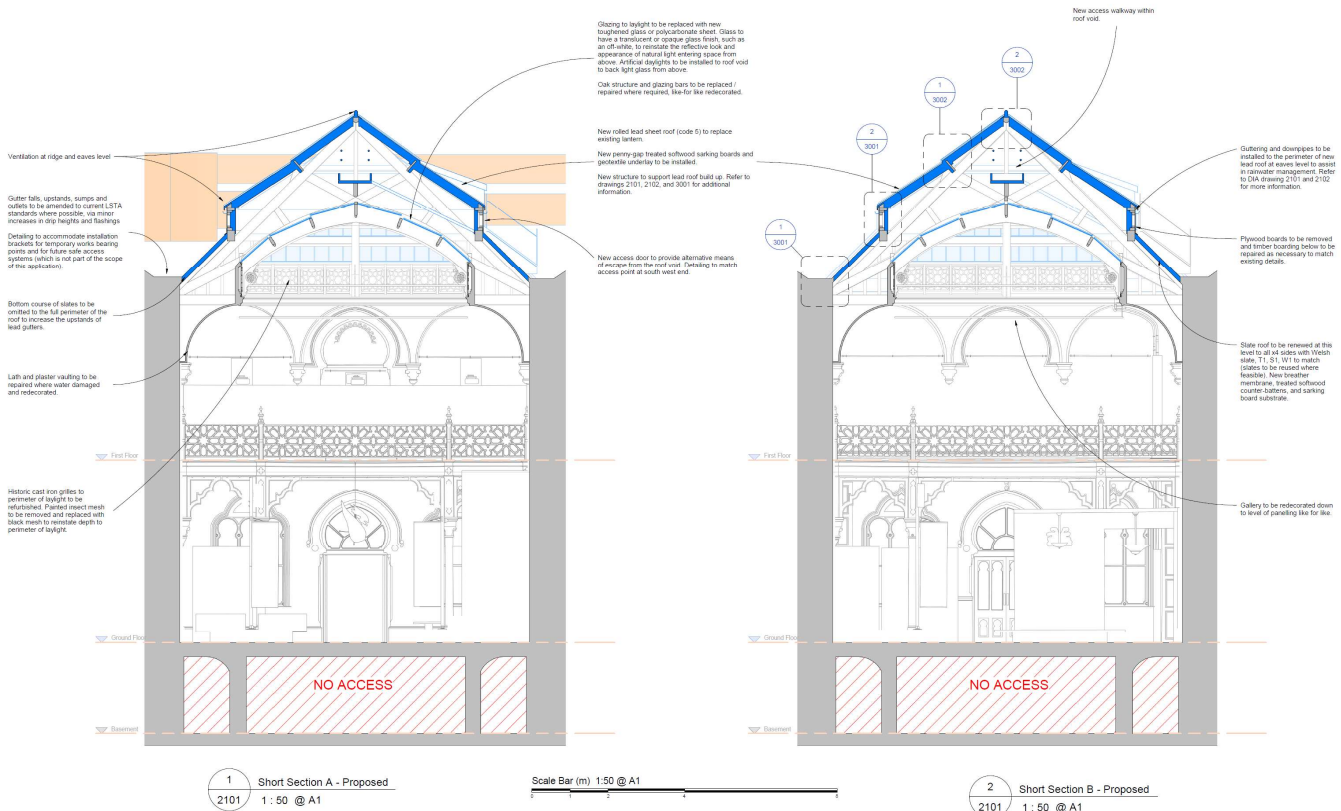 Glazing to laylight to be replaced with new
toughened glass or polycarbonate sheet. Glass to
have a translucent or opaque glass finish, such as
an off-white, to reinstate the reflective look and
appearance of natural light entering space from
above. Artificial daylights to be installed to roof void
to back light glass from above.
Oak structure and glazing bars to be replaced /
repaired where required, like-for like redecorated.
New rolled lead sheet roof (code 5) to replace
existing lantern.
New penny-gap treated softwood sarking boards and
geotextile underlay to be installed.
New structure to support lead roof build up. Refer to
drawings 2101, 2102, and 3001 for additional
information.
New access door to provide alternative means
of escape from the roof void. Detailing to match
access point at south west end.
Ventilation at ridge and eaves level
Gutter falls, upstands, sumps and
outlets to be amended to current LSTA
standards where possible, via minor
increases in drip heights and flashings
Detailing to accommodate installation
brackets for temporary works bearing
points and for future safe access
systems (which is not part of the scope
of this application).
Bottom course of slates to be
omitted to the full perimeter of the
roof to increase the upstands of
lead gutters.
Lath and plaster vaulting to be
repaired where water damaged
and redecorated.
Historic cast iron grilles to
perimeter of laylight to be
refurbished. Painted insect mesh
to be removed and replaced with
black mesh to reinstate depth to
perimeter of laylight.
First Floor
Ground Floor
Basement
NO ACCESS
1
2101
Short Section A - Proposed
1 : 50 @ A1
Scale Bar (m) 1:50 @ A1
0 1 2 4 8
New access walkway within
roof void.
2
3002
1
3002
2
3001
1
3001
Guttering and downpipes to be
installed to the perimeter of new
lead roof at eaves level to assist
in rainwater management. Refer
to DIA drawing 2101 and 2102
for more information.
Plywood boards to be removed
and timber boarding below to be
repaired as necessary to match
existing details.
Slate roof to be renewed at this
level to all x4 sides with Welsh
slate, T1, S1, W1 to match
(slates to be reused where
feasible). New breather
membrane, treated softwood
counter-battens, and sarking
board substrate.
Gallery to be redecorated down
to level of panelling like for like.
First Floor
Ground Floor
Basement
NO ACCESS
2
2101
Short Section B - Proposed
1 : 50 @ A1